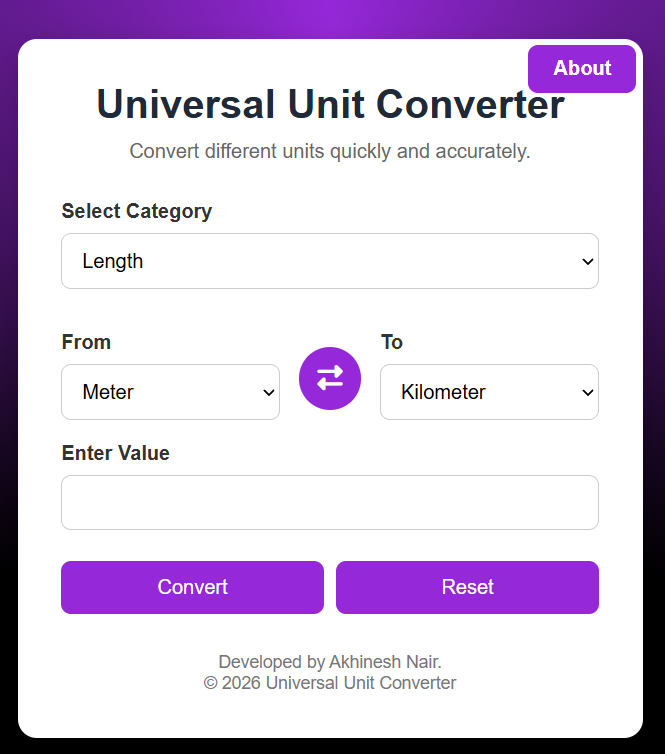 About
Universal Unit Converter
Convert different units quickly and accurately.
Select Category
Length
From
To
Meter
Kilometer
Enter Value
Convert
Reset
Developed by Akhinesh Nair.
© 2026 Universal Unit Converter